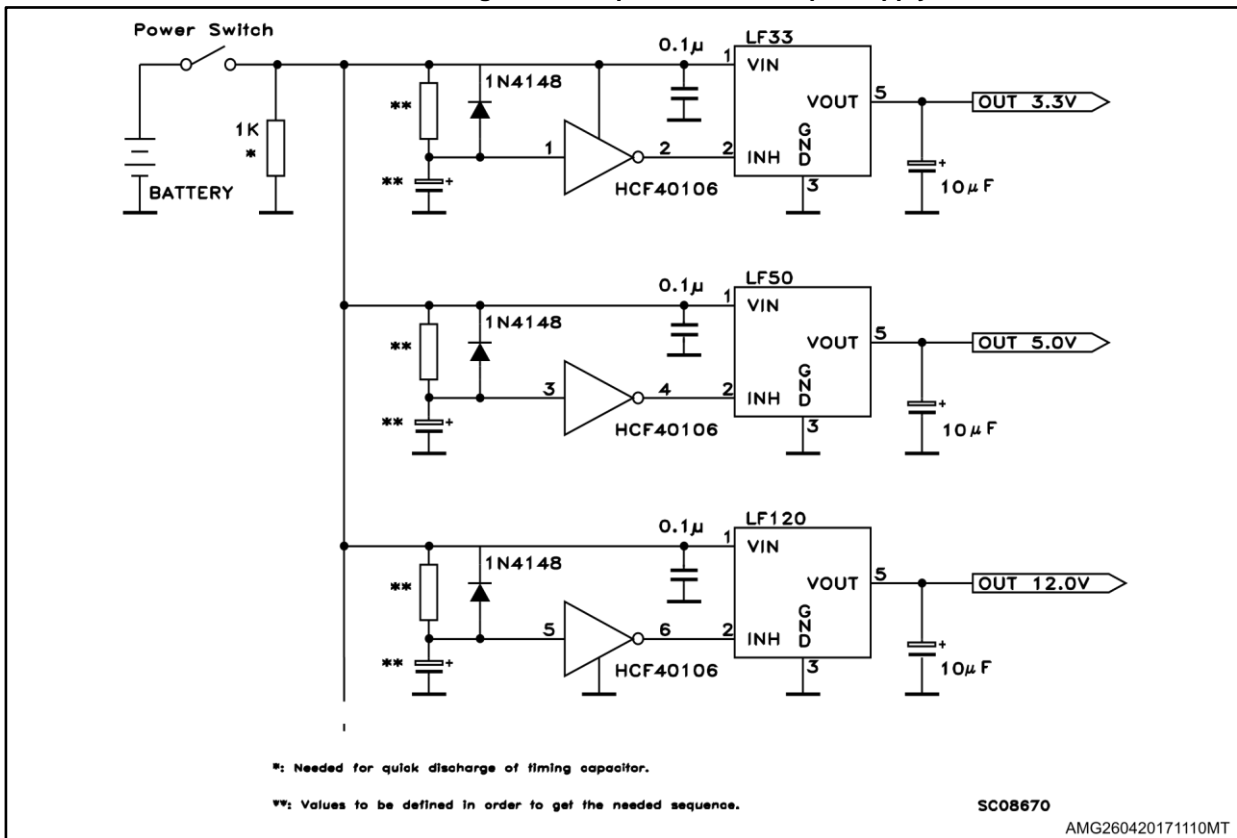 Power Switch
0.1µ
LF33
1
VIN
1N4148
**
VOUT
5
OUT 3.3V
1K
*
G
N
D
1
2
2
INH
**
+
HCF40106
3
+
10µF
BATTERY
LF50
0.1µ
1
VIN
1N4148
**
VOUT
5
OUT 5.0V
G
N
D
3
4
2
INH
**
+
HCF40106
3
+
10µF
LF120
0.1µ
1
VIN
1N4148
**
VOUT
5
OUT 12.0V
G
N
D
5
6
2
INH
**
+
HCF40106
3
+
10µF
*: Needed for quick discharge of timing capacitor.
**: Values to be defined in order to get the needed sequence.
SC08670
AMG260420171110MT